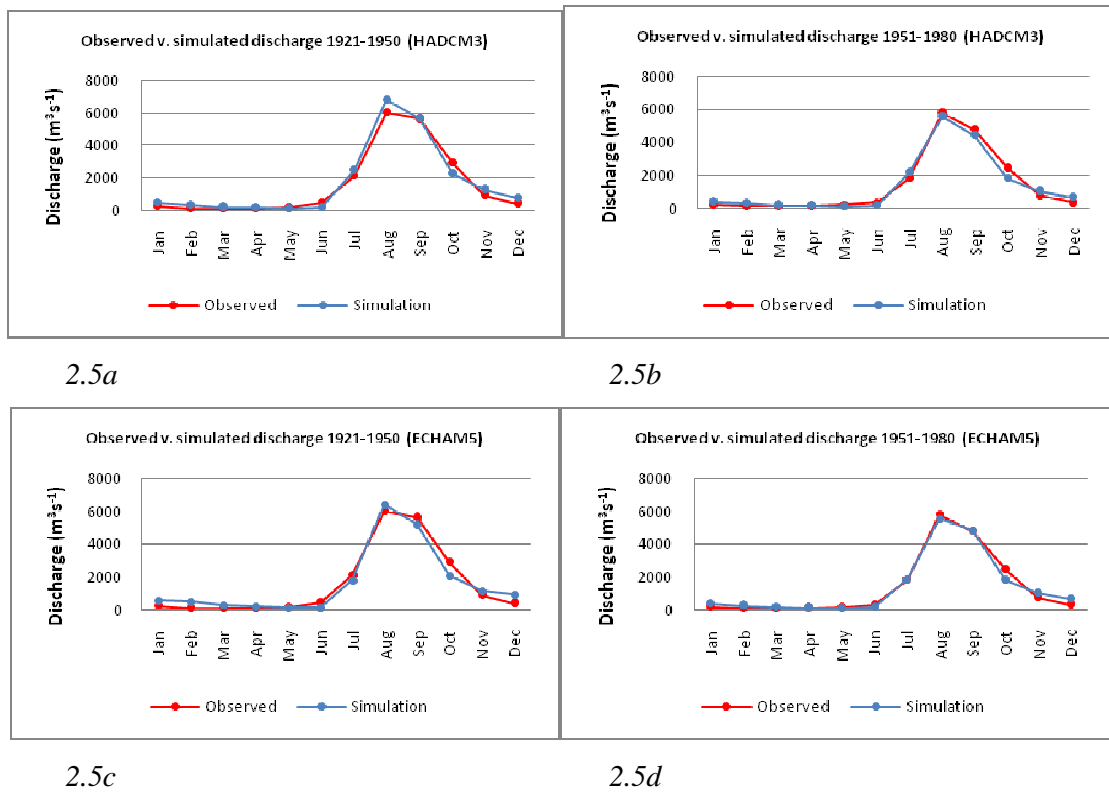 Observed v. simulated discharge 1921-1950 (HADCM3)
Discharge (m³s⁻¹)
8000
6000
4000
2000
0
Jan Feb Mar Apr May Jun Jul Aug Sep Oct Nov Dec
Observed Simulation
2.5a
Observed v. simulated discharge 1951-1980 (HADCM3)
Discharge (m³s⁻¹)
8000
6000
4000
2000
0
Jan Feb Mar Apr May Jun Jul Aug Sep Oct Nov Dec
Observed Simulation
2.5b
Observed v. simulated discharge 1921-1950 (ECHAM5)
Discharge (m³s⁻¹)
8000
6000
4000
2000
0
Jan Feb Mar Apr May Jun Jul Aug Sep Oct Nov Dec
Observed Simulation
2.5c
Observed v. simulated discharge 1951-1980 (ECHAM5)
Discharge (m³s⁻¹)
8000
6000
4000
2000
0
Jan Feb Mar Apr May Jun Jul Aug Sep Oct Nov Dec
Observed Simulation
2.5d